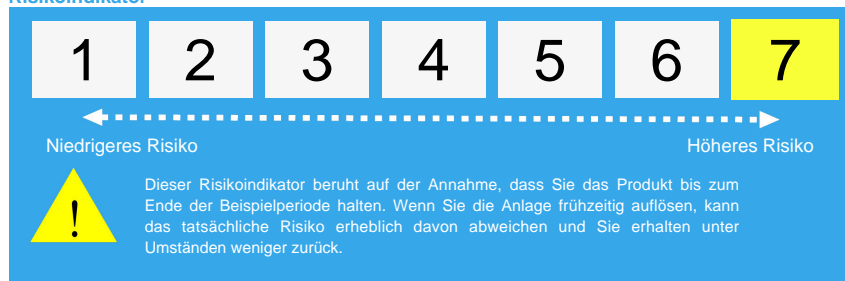 Risikoindikator
1 2 3 4 5 6 7
Niedrigeres Risiko Höheres Risiko
! Dieser Risikoindikator beruht auf der Annahme, dass Sie das Produkt bis zum
Ende der Beispielperiode halten. Wenn Sie die Anlage frühzeitig auflösen, kann
das tatsächliche Risiko erheblich davon abweichen und Sie erhalten unter
Umständen weniger zurück.